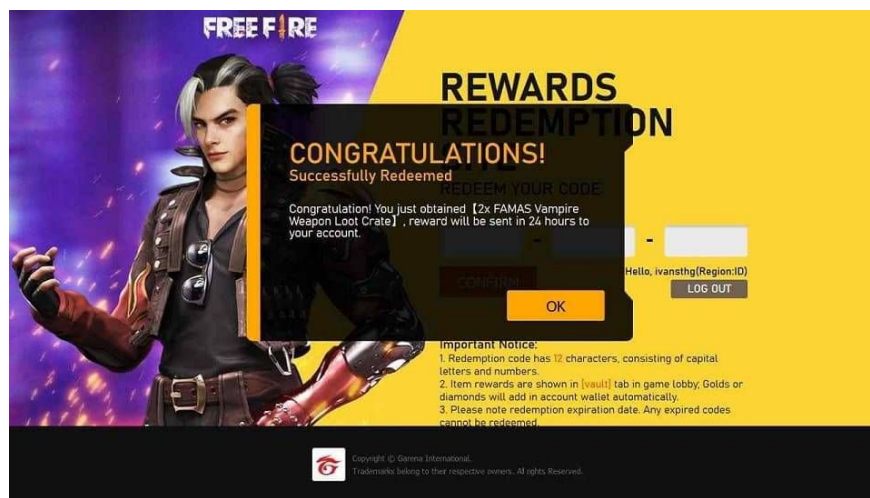 FREE FIRE
REWARDS
REDEMPTION
SITE
REDEEM YOUR CODE
CONGRATULATIONS!
Successfully Redeemed
Congratulation! You just obtained【2x FAMAS Vampire
Weapon Loot Crate】, reward will be sent in 24 hours to
your account.
- -
Hello, ivansthg(Region:ID)
CONFIRM
LOG OUT
OK
Important Notice:
1. Redemption code has 12 characters, consisting of capital
letters and numbers.
2. Item rewards are shown in [vault] tab in game lobby; Golds or
diamonds will add in account wallet automatically.
3. Please note redemption expiration date. Any expired codes
cannot be redeemed.
Copyright © Garena International.
Trademarks belong to their respective owners. All rights Reserved.